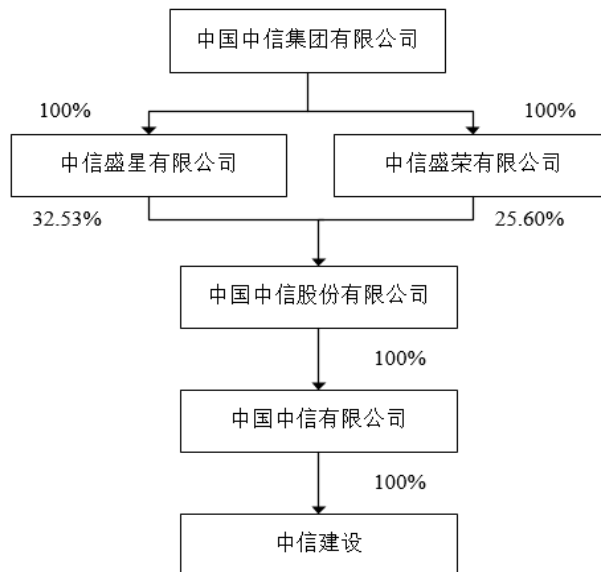 中国中信集团有限公司
100%
100%
中信盛星有限公司
中信盛荣有限公司
32.53%
25.60%
中国中信股份有限公司
100%
中国中信有限公司
100%
中信建设